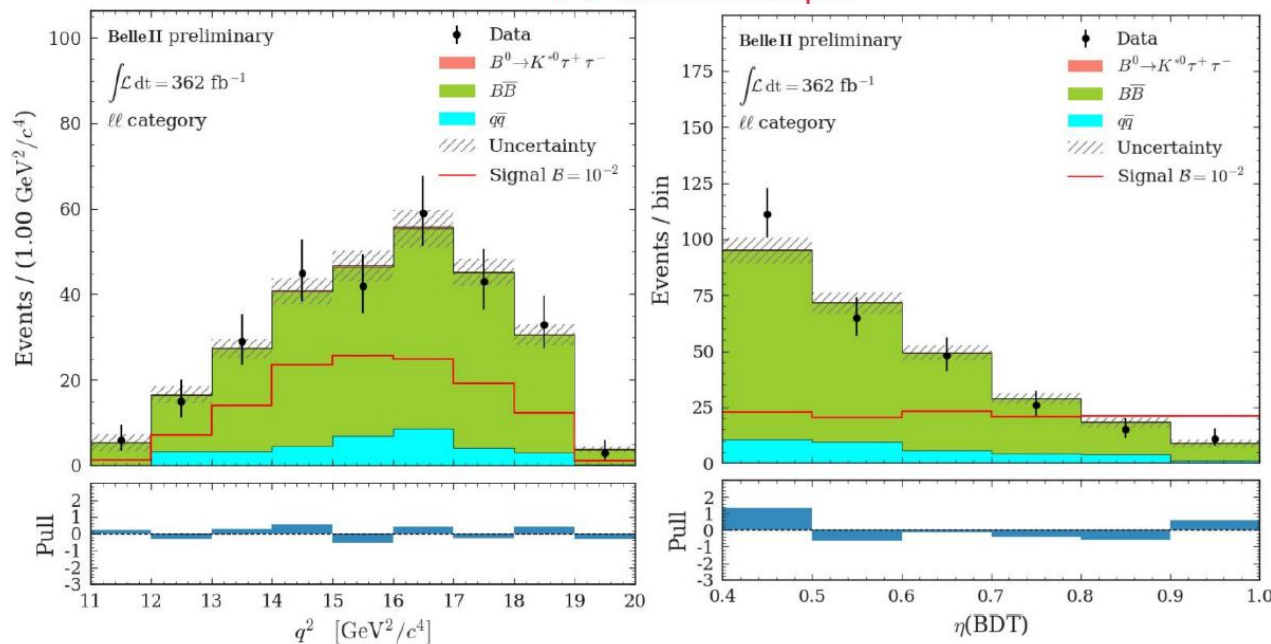 100
80
60
40
20
0
Events / (1.00 GeV²/c⁴)
Belle II preliminary
∫ℒ dt = 362 fb⁻¹
ℓℓ category
Data
B⁰→K*⁰τ⁺τ⁻
BB̅
qq̅
Uncertainty
Signal ℬ = 10⁻²
2
1
0
-1
-2
-3
Pull
11 12 13 14 15 16 17 18 19 20
q² [GeV²/c⁴]
175
150
125
100
75
50
25
0
Events / bin
Belle II preliminary
∫ℒ dt = 362 fb⁻¹
ℓℓ category
Data
B⁰→K*⁰τ⁺τ⁻
BB̅
qq̅
Uncertainty
Signal ℬ = 10⁻²
2
1
0
-1
-2
-3
Pull
0.4 0.5 0.6 0.7 0.8 0.9 1.0
η(BDT)